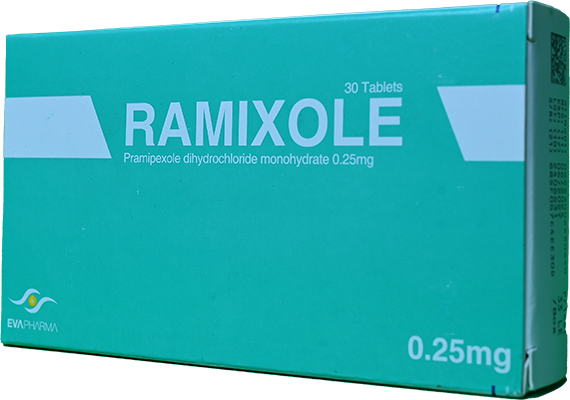 30 Tablets
RAMIXOLE
Pramipexole dihydrochloride monohydrate 0.25mg
EVAPHARMA
0.25mg